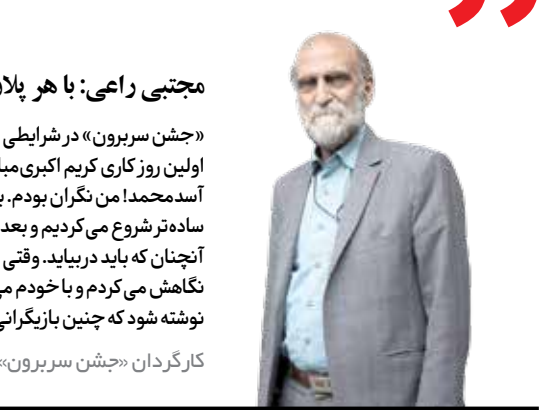 مجتبی راعی: با هر پلا
«جشن سربرون» در شرایطی
اولین روز کاری کریم اکبری‌مبا
آسدمحمد! من نگران بودم. ب
ساده‌تر شروع می‌کردیم و بعد
آنچنان که باید دربیاید. وقتی
نگاهش می‌کردم و با خودم می
نوشته شود که چنین بازیگرانی
کارگردان «جشن سربرون»